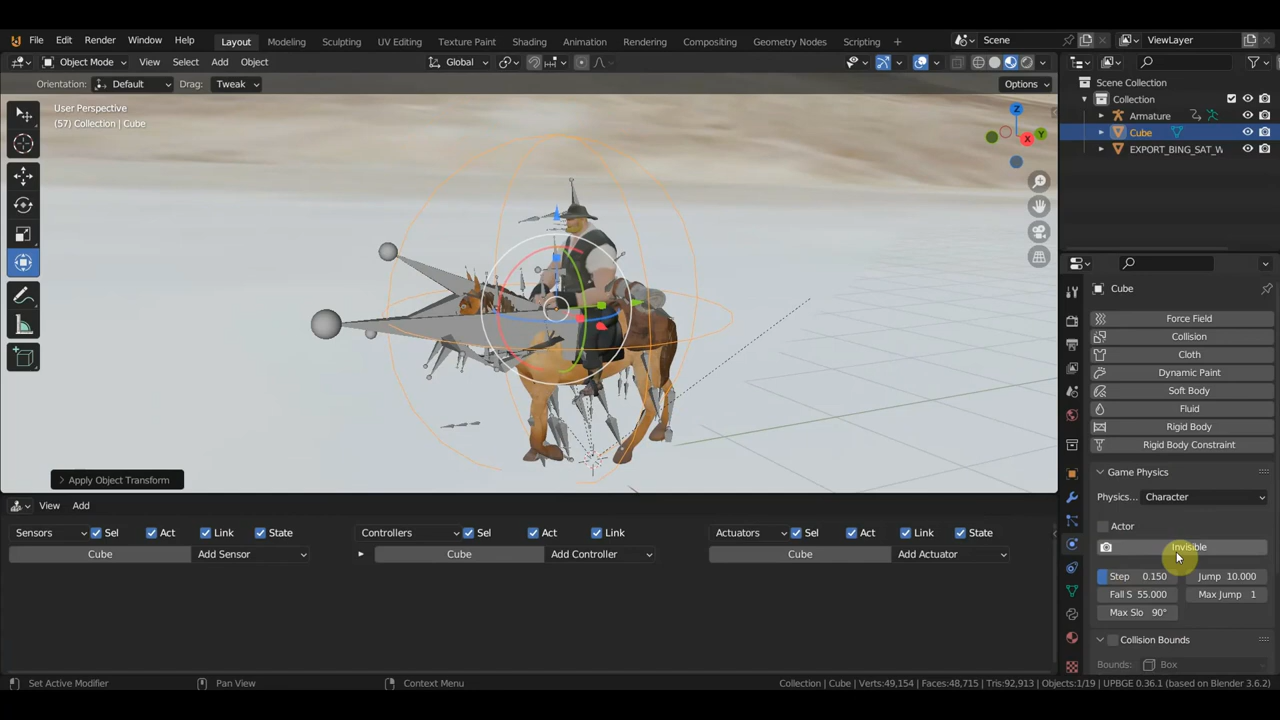 File Edit Render Window Help Layout Modeling Sculpting UV Editing Texture Paint Shading Animation Rendering Compositing Geometry Nodes Scripting + Scene ViewLayer
Object Mode View Select Add Object Global
Orientation: Default Drag: Tweak Options
User Perspective
(57) Collection | Cube
Z
Y
X
Scene Collection
Collection
Armature
Cube
EXPORT_BING_SAT_W
Cube
Force Field
Collision
Cloth
Dynamic Paint
Soft Body
Fluid
Rigid Body
Rigid Body Constraint
Game Physics
Physics... Character
Actor
Invisible
Step 0.150 Jump 10.000
Fall S 55.000 Max Jump 1
Max Slo 90°
Collision Bounds
Bounds: Box
Apply Object Transform
View Add
Sensors Sel Act Link State Controllers Sel Act Link Actuators Sel Act Link State
Cube Add Sensor Cube Add Controller Cube Add Actuator
Set Active Modifier Pan View Context Menu Collection | Cube | Verts:49,154 | Faces:48,715 | Tris:92,913 | Objects:1/19 | UPBGE 0.36.1 (based on Blender 3.6.2)